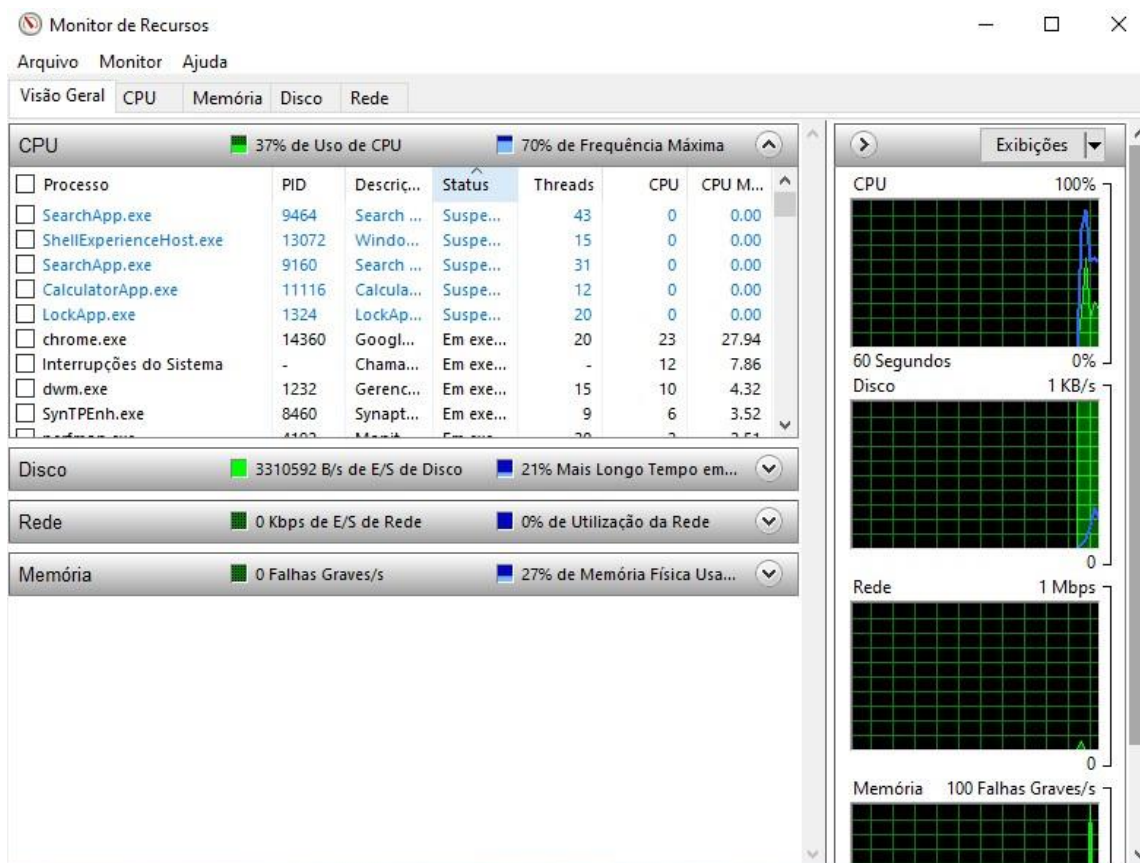 Monitor de Recursos
Arquivo Monitor Ajuda
Visão Geral CPU Memória Disco Rede
CPU 37% de Uso de CPU 70% de Frequência Máxima
Processo PID Descriç... Status Threads CPU CPU M...
SearchApp.exe 9464 Search ... Suspe... 43 0 0.00
ShellExperienceHost.exe 13072 Windo... Suspe... 15 0 0.00
SearchApp.exe 9160 Search ... Suspe... 31 0 0.00
CalculatorApp.exe 11116 Calcula... Suspe... 12 0 0.00
LockApp.exe 1324 LockAp... Suspe... 20 0 0.00
chrome.exe 14360 Googl... Em exe... 20 23 27.94
Interrupções do Sistema - Chama... Em exe... - 12 7.86
dwm.exe 1232 Gerenc... Em exe... 15 10 4.32
SynTPEnh.exe 8460 Synapt... Em exe... 9 6 3.52
Disco 3310592 B/s de E/S de Disco 21% Mais Longo Tempo em...
Rede 0 Kbps de E/S de Rede 0% de Utilização da Rede
Memória 0 Falhas Graves/s 27% de Memória Física Usa...
Exibições
CPU 100%
60 Segundos 0%
Disco 1 KB/s
0
Rede 1 Mbps
0
Memória 100 Falhas Graves/s